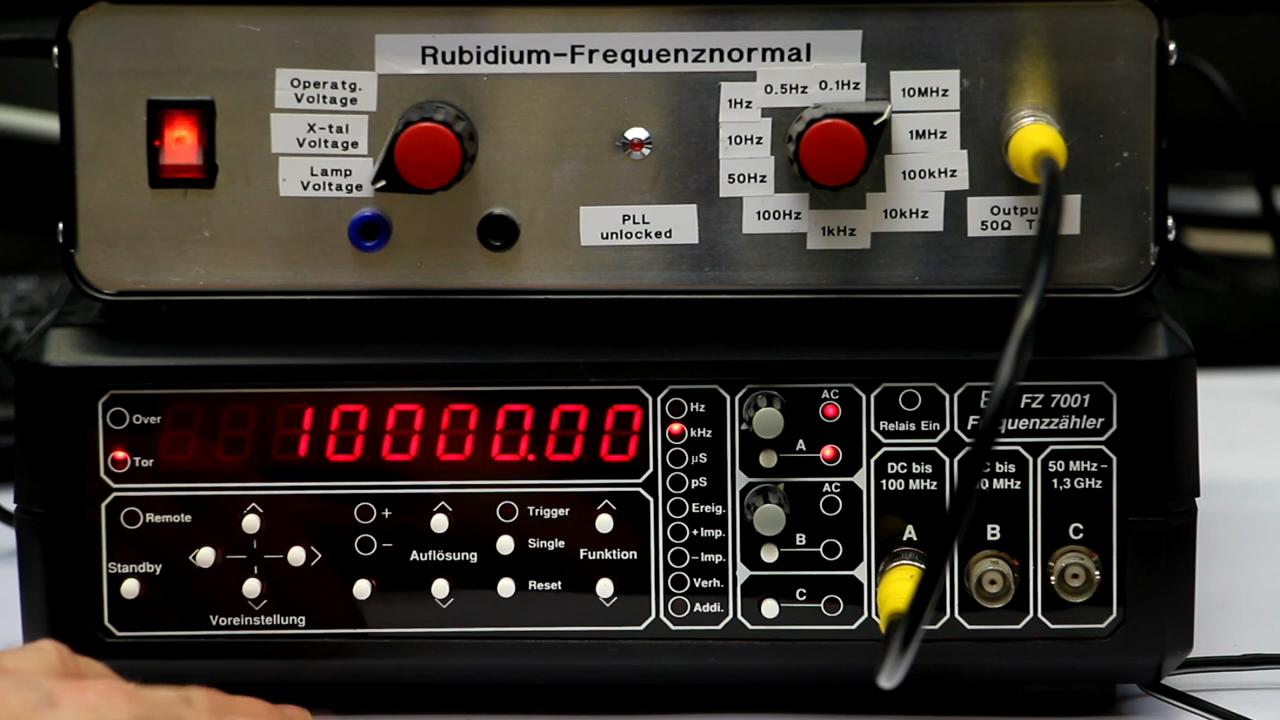 Rubidium-Frequenznormal
Operatg.
Voltage
X-tal
Voltage
Lamp
Voltage
PLL
unlocked
0.5Hz
0.1Hz
1Hz
10Hz
50Hz
100Hz
1kHz
10kHz
100kHz
1MHz
10MHz
50Ω
Over
Tor
10000.00
Hz
kHz
µS
pS
Ereig.
+Imp.
-Imp.
Verh.
Addi.
AC
A
AC
B
C
Relais Ein
FZ 7001
Frequenzzähler
Remote
Standby
Voreinstellung
+
-
Auflösung
Trigger
Single
Reset
Funktion
DC bis
100 MHz
A
bis
MHz
B
50 MHz-
1,3 GHz
C